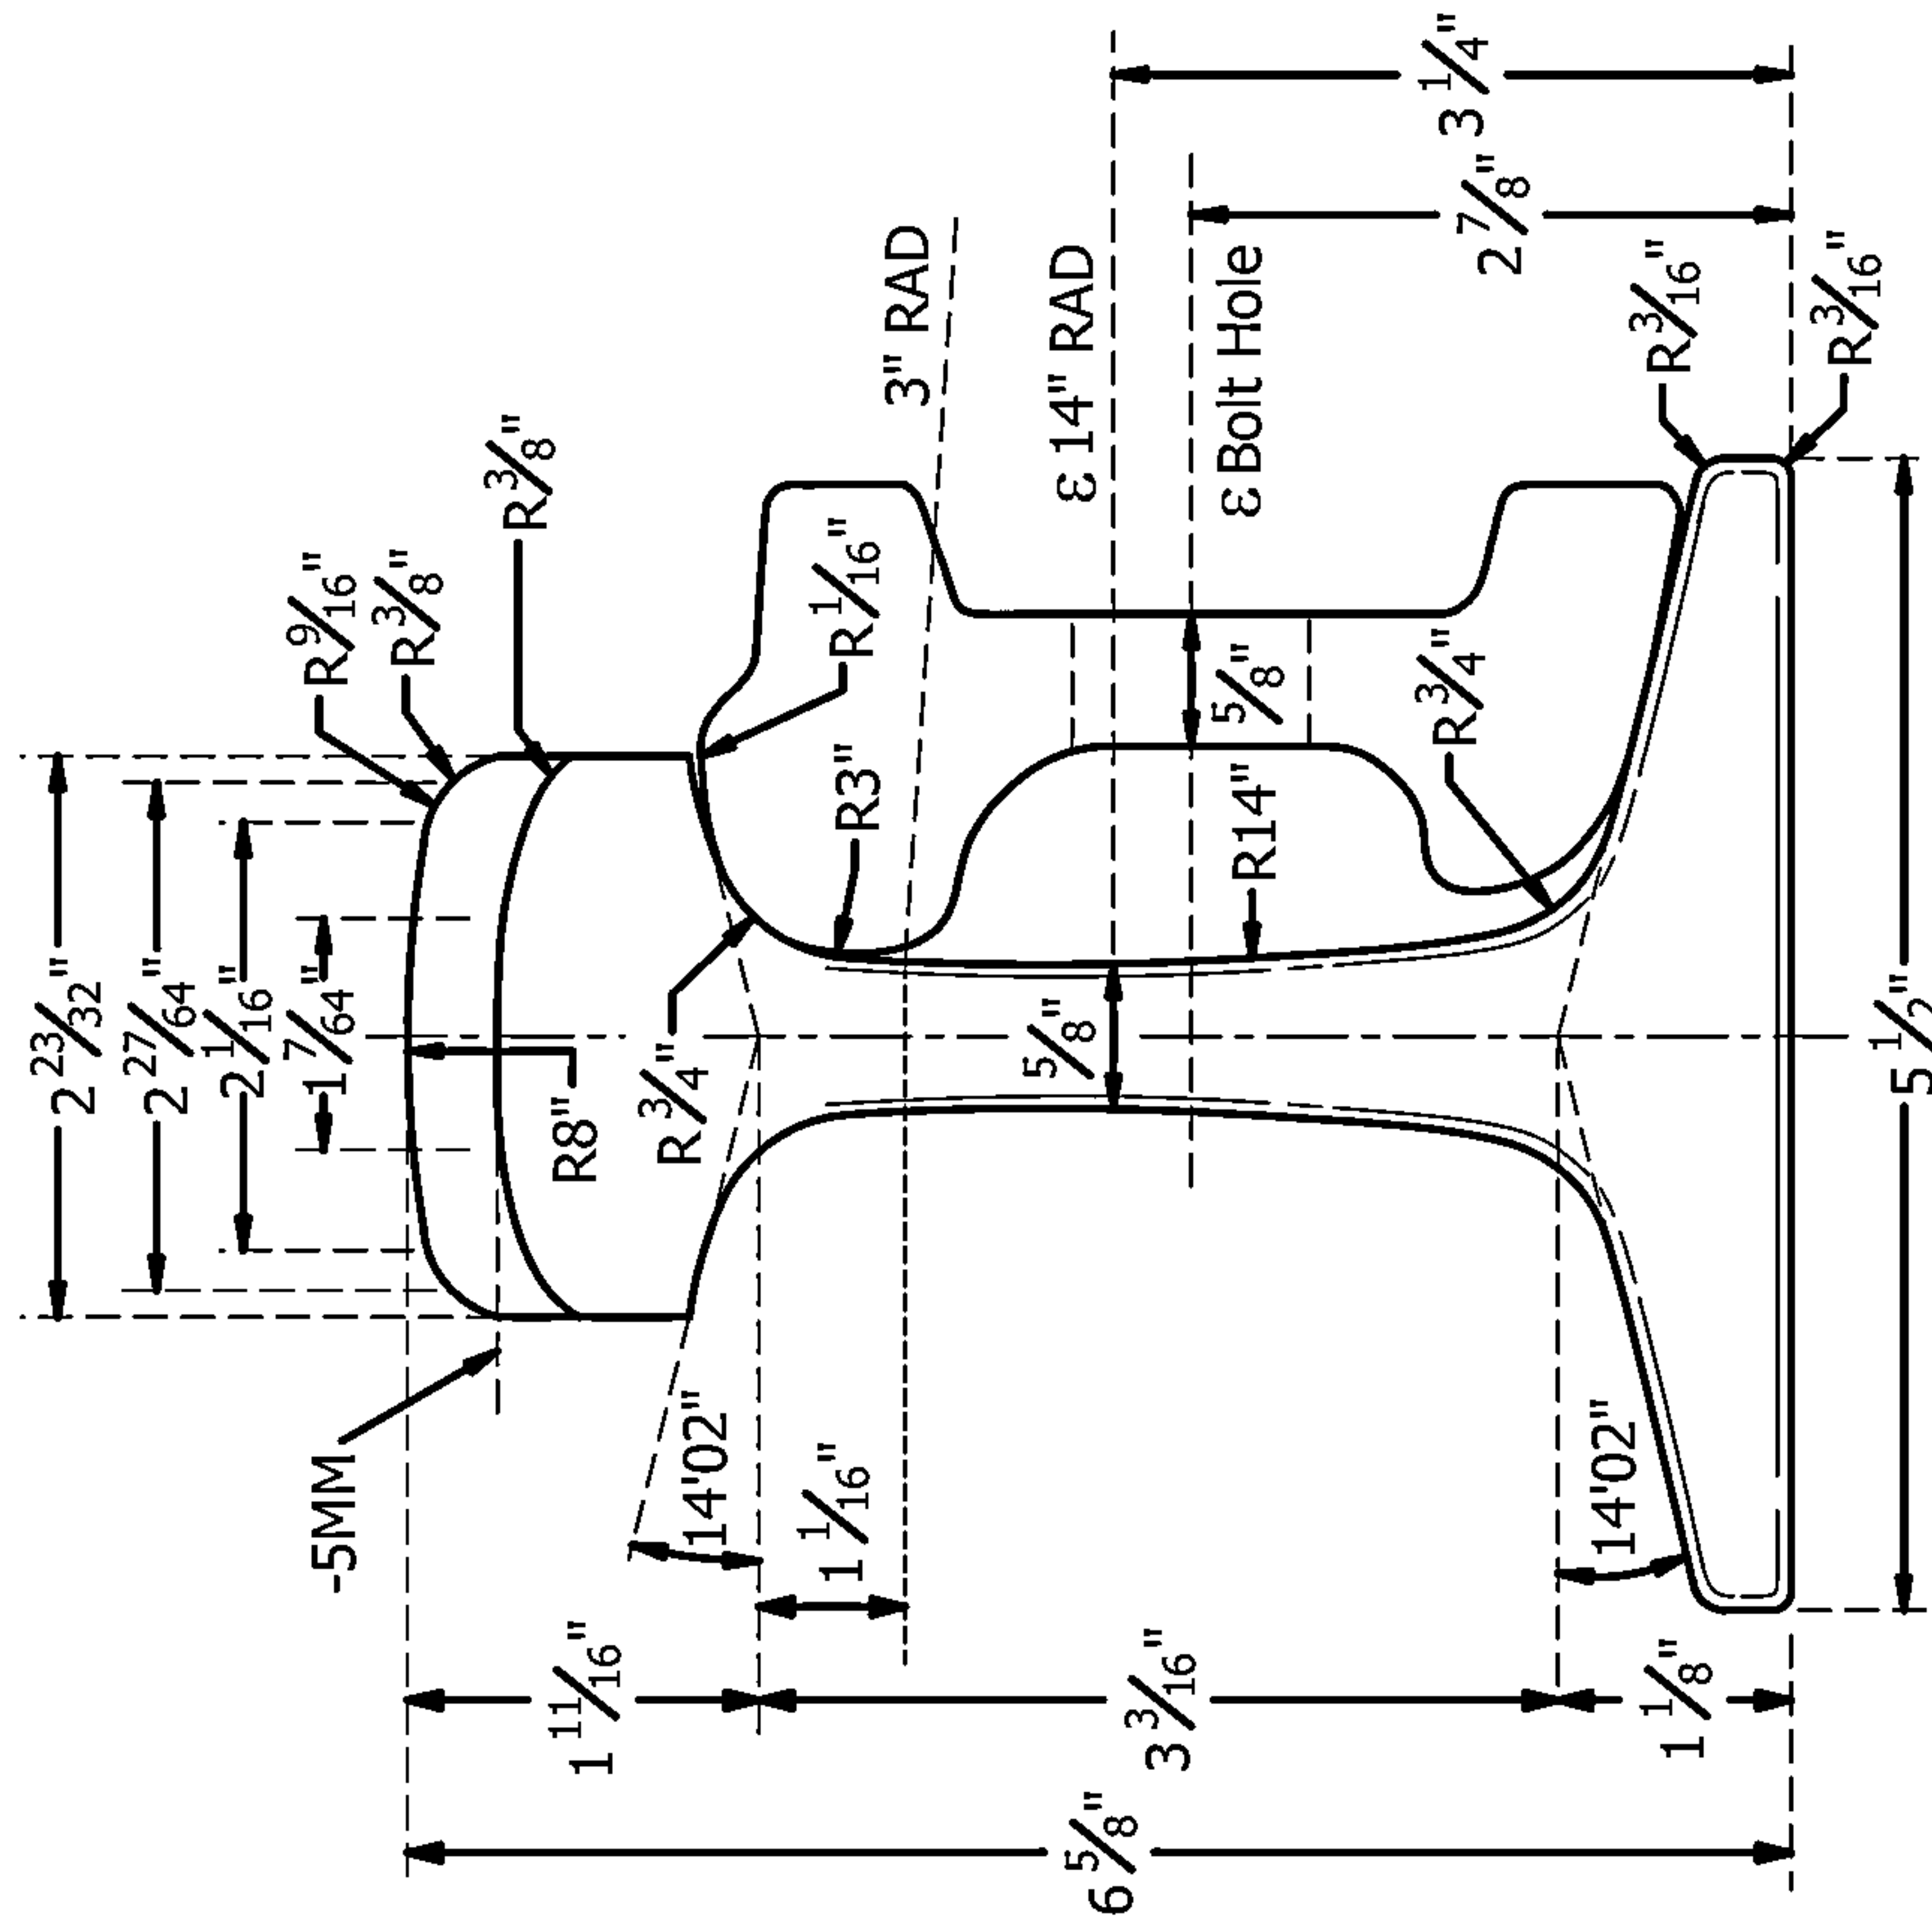 2 23/32"
2 27/64"
2 1/16"
1 7/64"
R 9/16"
R 3/8"
R 3/8"
-5MM
R8"
R 3/4"
R 1/16"
R3"
3" RAD
ε 14" RAD
ε Bolt Hole
3 1/4"
2 7/8"
14'02"
1 1/16"
5/8"
5/8"
R14"
R 3/4"
R 3/16"
R 3/16"
14'02"
1 11/16"
3 3/16"
1 1/8"
6 5/8"
5 1/2"